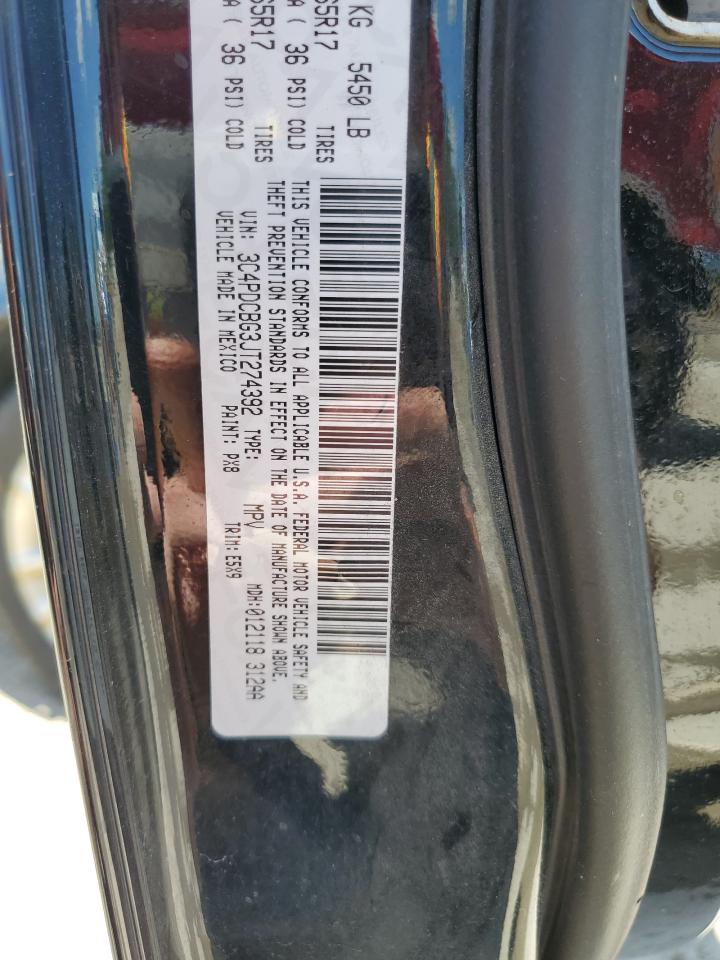 KG 5450 LB
65R17 TIRES
A ( 36 PSI) COLD
65R17 TIRES
A ( 36 PSI) COLD
THIS VEHICLE CONFORMS TO ALL APPLICABLE U.S.A. FEDERAL MOTOR VEHICLE SAFETY AND
THEFT PREVENTION STANDARDS IN EFFECT ON THE DATE OF MANUFACTURE SHOWN ABOVE.
VIN: 3C4PDCBG3JT274392 TYPE: MPV MDH:012118 312AA
VEHICLE MADE IN MEXICO PAINT: PX8 TRIM:E5X9